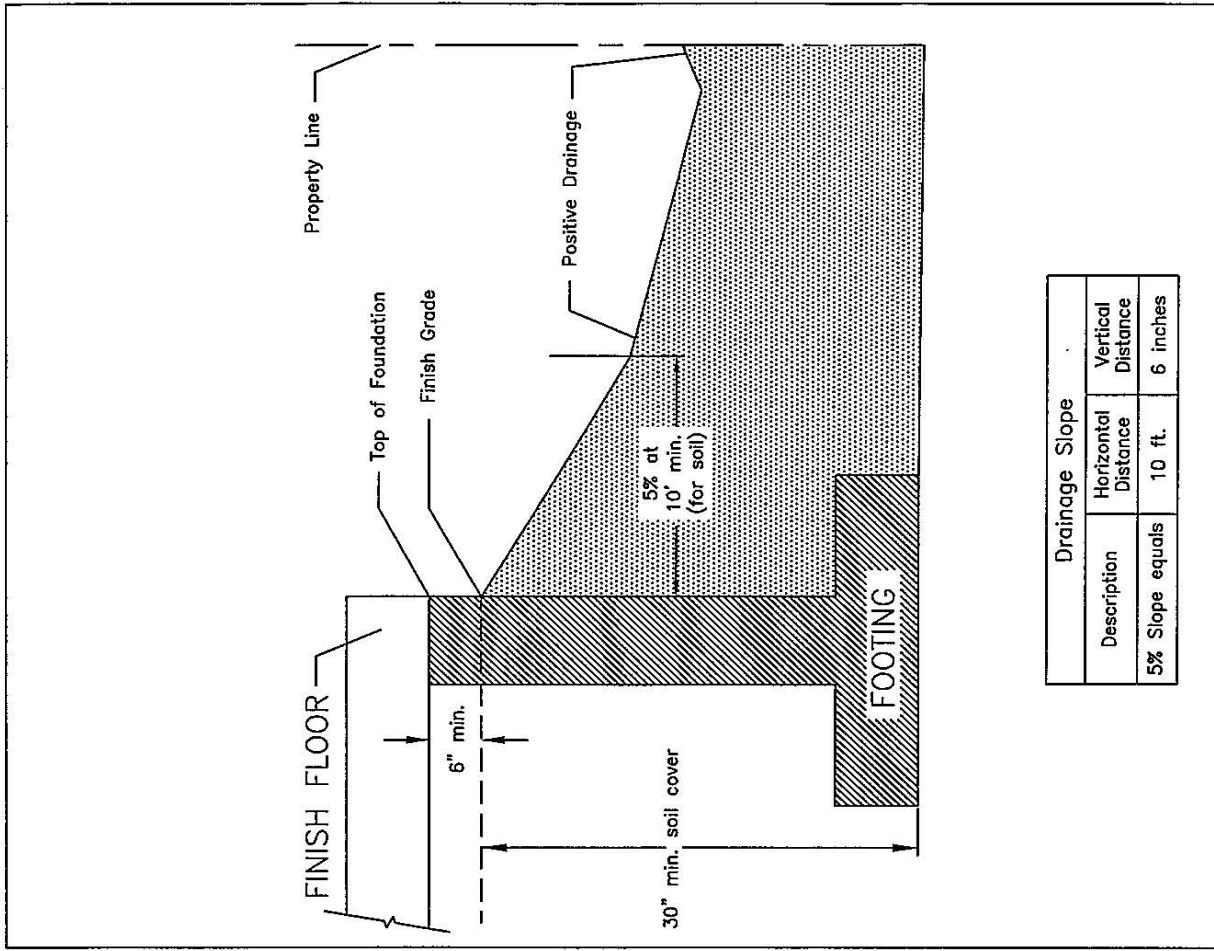 Property Line
Top of Foundation
Finish Grade
Positive Drainage
FINISH FLOOR
6" min.
5% at
10' min.
(for soil)
30" min. soil cover
FOOTING
Drainage Slope
Description
Horizontal
Distance
Vertical
Distance
5% Slope equals
10 ft.
6 inches